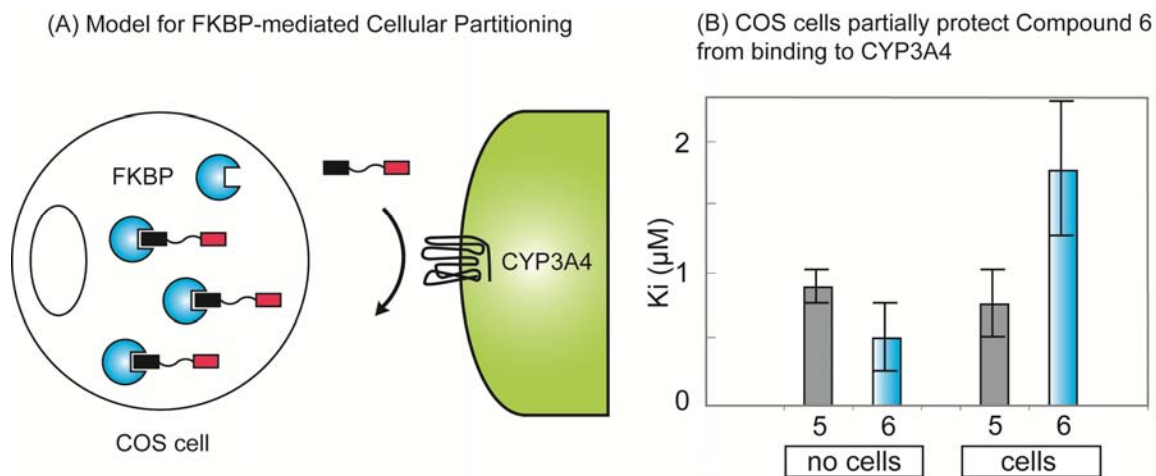 (A) Model for FKBP-mediated Cellular Partitioning
FKBP
CYP3A4
COS cell
(B) COS cells partially protect Compound 6
from binding to CYP3A4
Ki (µM)
2
1
0
5 6 5 6
no cells cells